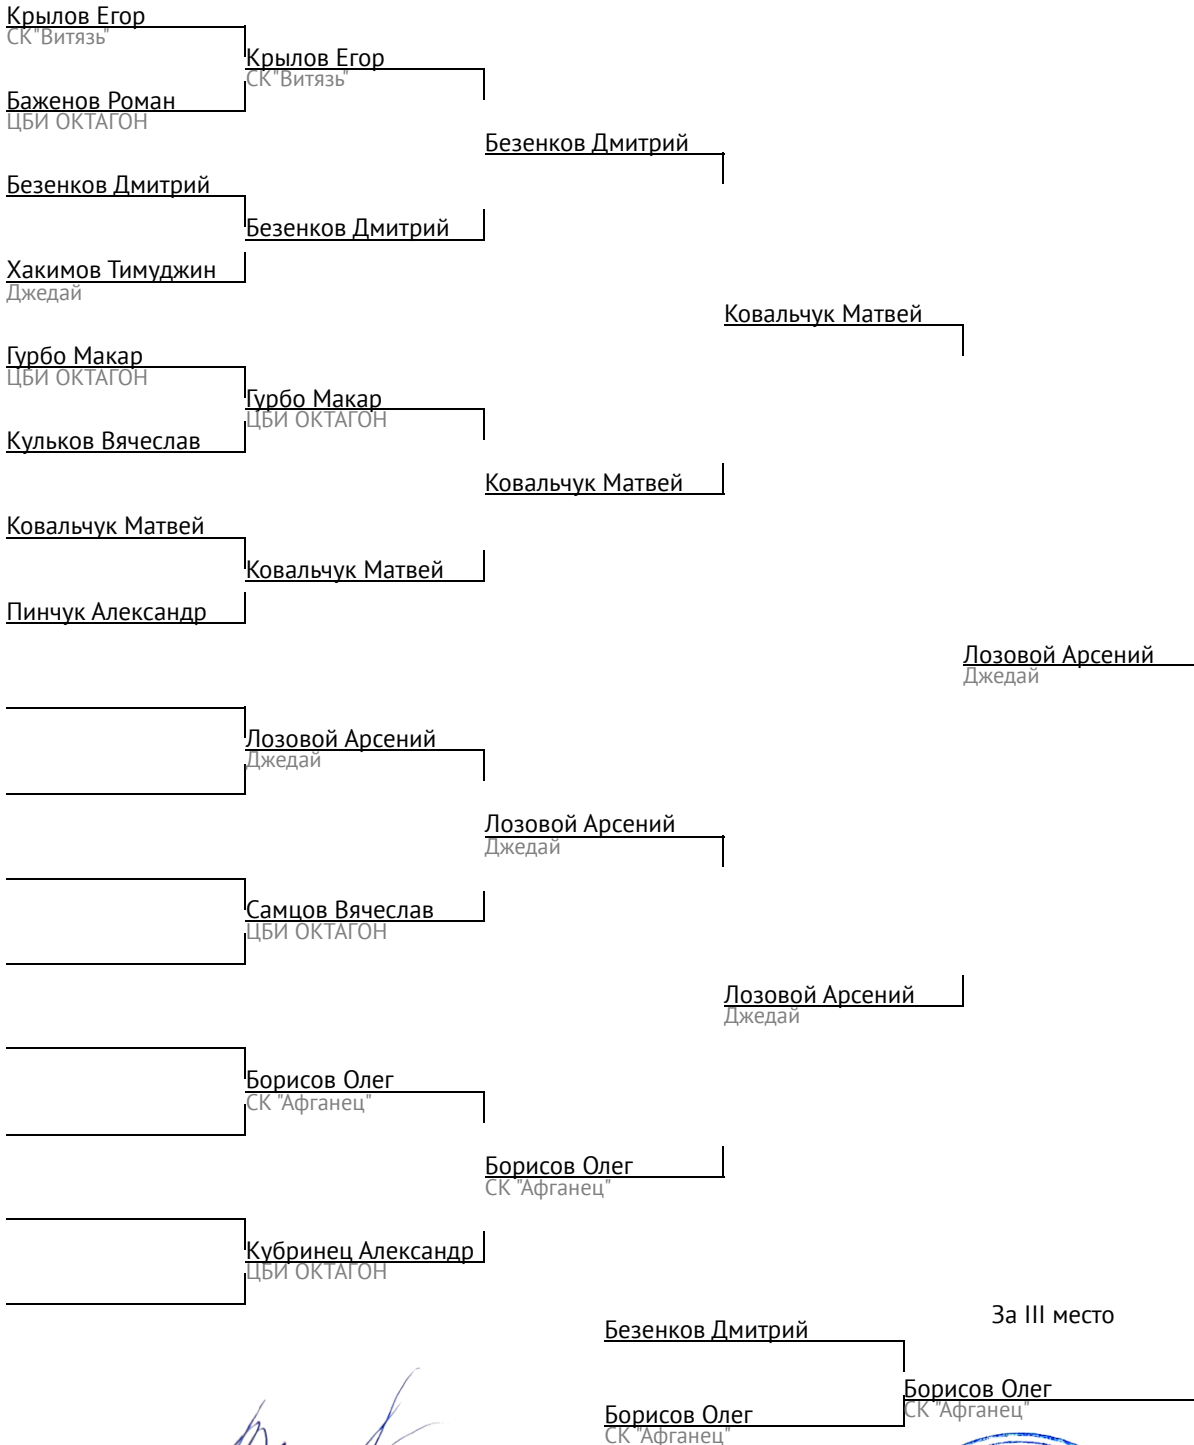 Крылов Егор
СК"Витязь"
Крылов Егор
СК"Витязь"
Баженов Роман
ЦБИ ОКТАГОН
Безенков Дмитрий
Безенков Дмитрий
Безенков Дмитрий
Хакимов Тимуджин
Джедай
Ковальчук Матвей
Гурбо Макар
ЦБИ ОКТАГОН
Гурбо Макар
ЦБИ ОКТАГОН
Кульков Вячеслав
Ковальчук Матвей
Ковальчук Матвей
Ковальчук Матвей
Пинчук Александр
Лозовой Арсений
Джедай
Лозовой Арсений
Джедай
Лозовой Арсений
Джедай
Самцов Вячеслав
ЦБИ ОКТАГОН
Лозовой Арсений
Джедай
Борисов Олег
СК "Афганец"
Борисов Олег
СК "Афганец"
Кубринец Александр
ЦБИ ОКТАГОН
За III место
Безенков Дмитрий
Борисов Олег
СК "Афганец"
Борисов Олег
СК "Афганец"